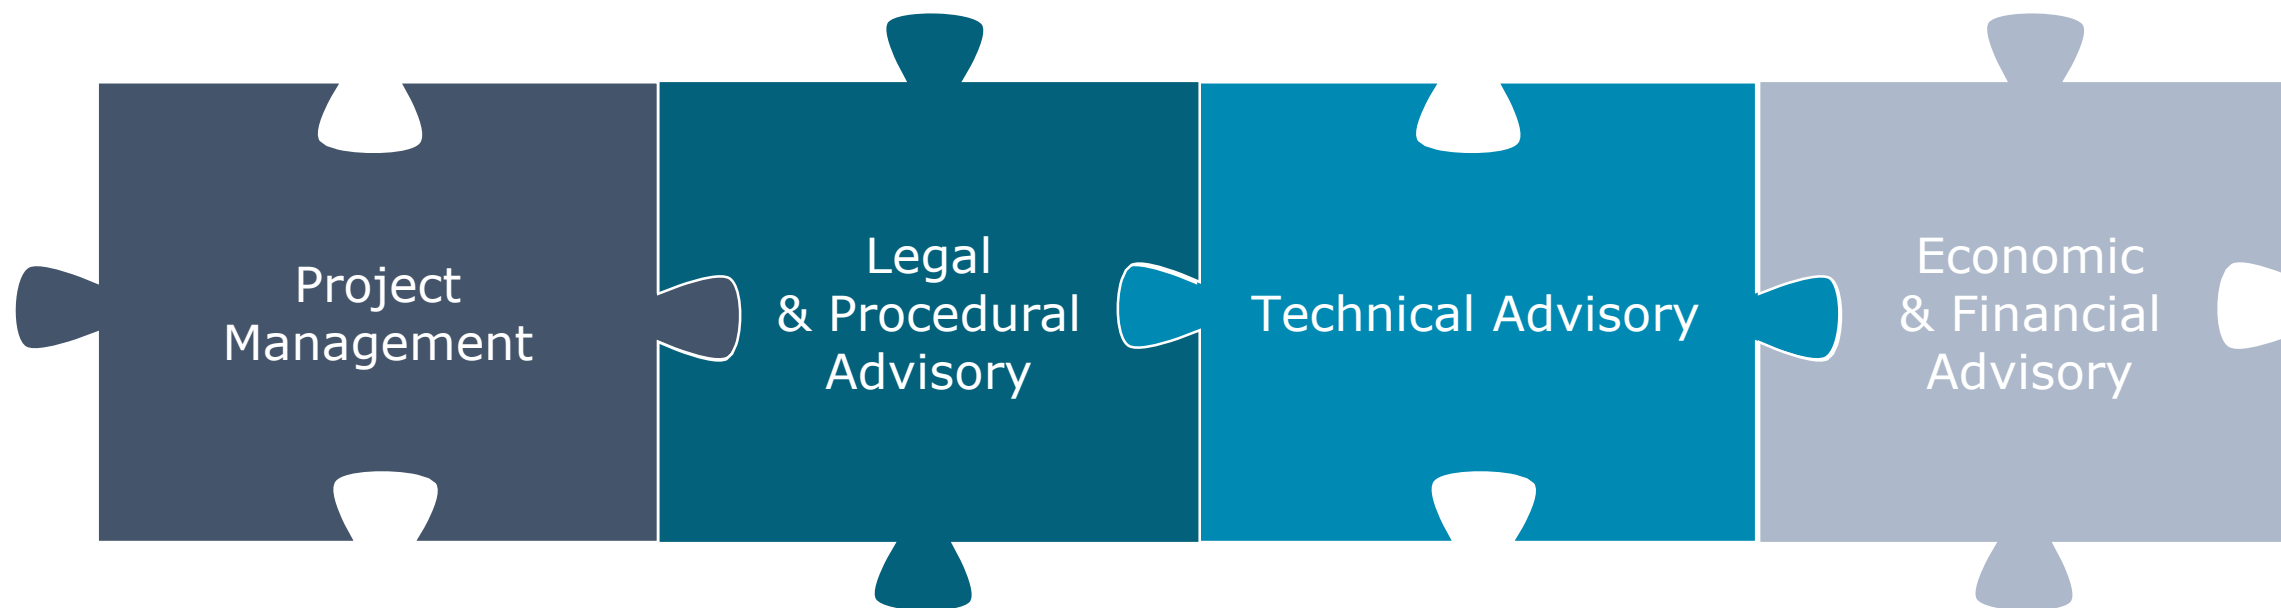 Project
Management
Legal
& Procedural
Advisory
Technical Advisory
Economic
& Financial
Advisory